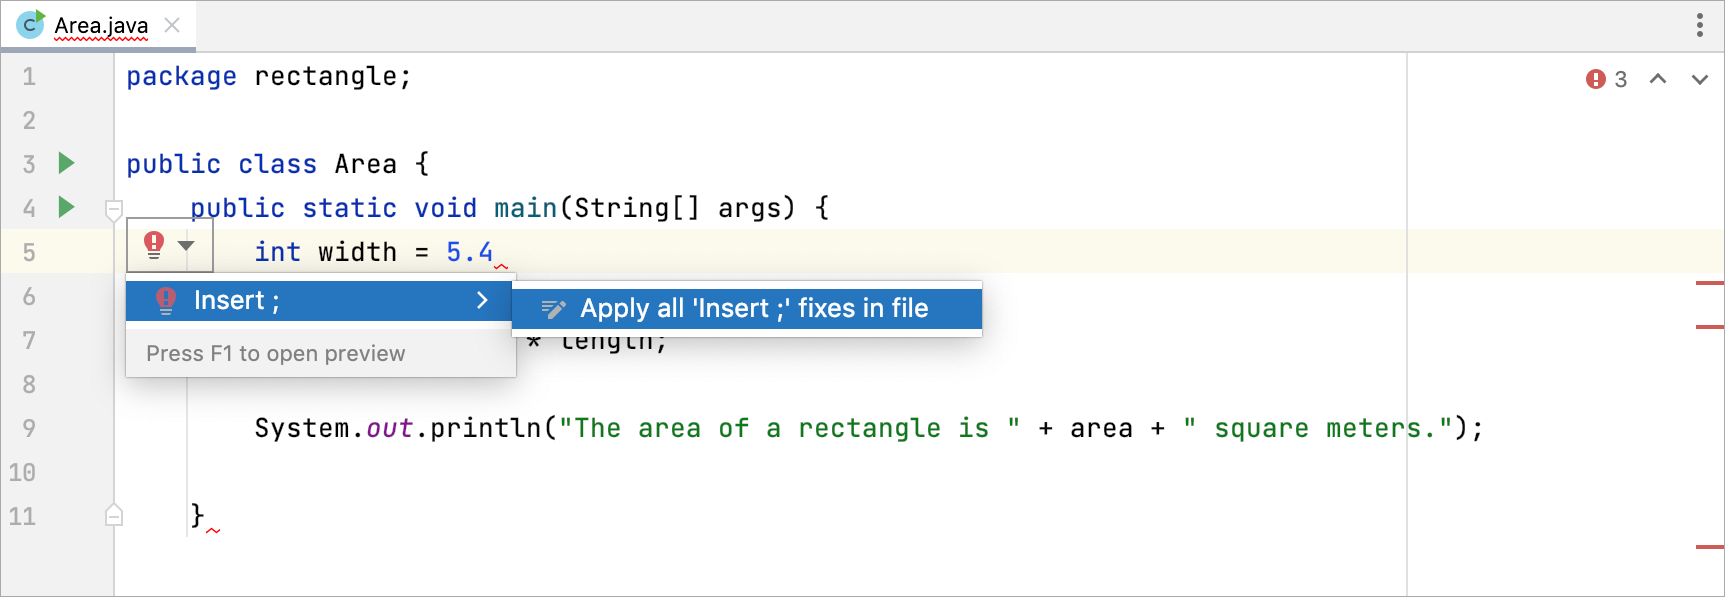 Area.java
3
1 package rectangle;
2
3 public class Area {
4 public static void main(String[] args) {
5 int width = 5.4
Insert ;
Apply all 'Insert ;' fixes in file
Press F1 to open preview
6
7 * length;
8
9 System.out.println("The area of a rectangle is " + area + " square meters.");
10
11 }